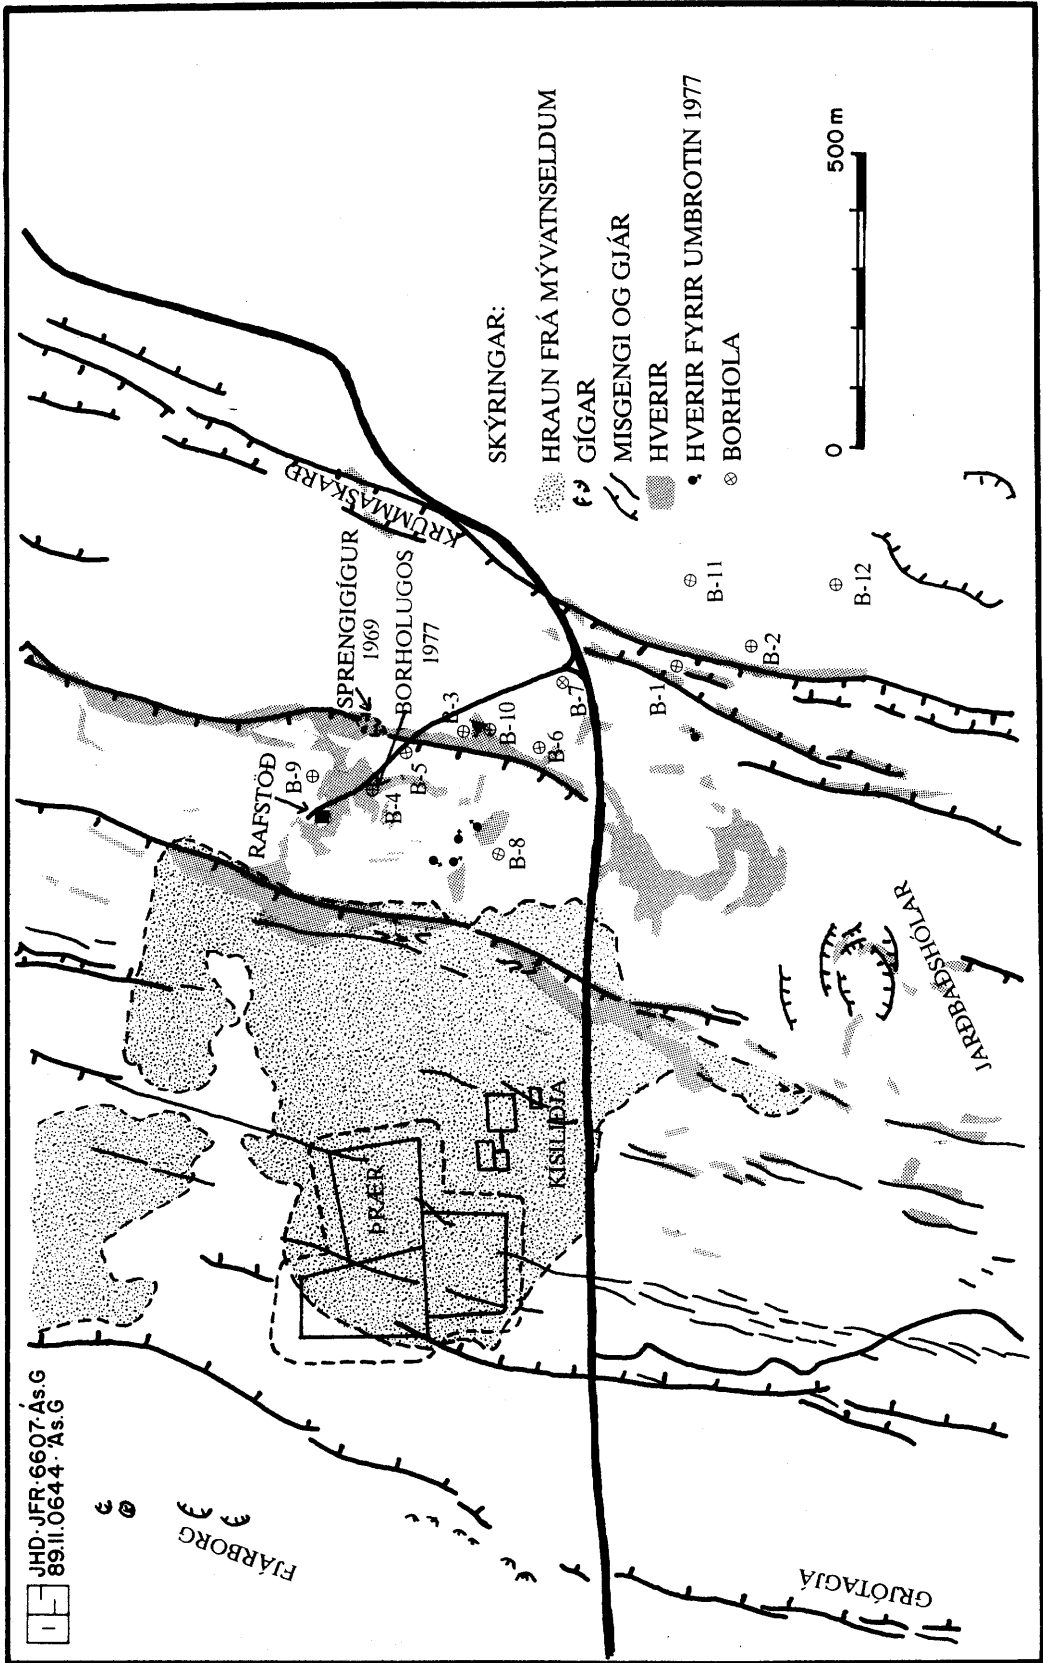 JHD·JFR·6607·Ás.G
89.11.0644·Ás.G
FJÁRBORG
GRJÓTAGJÁ
ÞRÆR
KÍSILIÐJA
JARÐBAÐSHÓLAR
RAFSTÖÐ
B-9
B-4
B-5
B-8
B-3
B-10
B-6
B-7
B-1
B-2
B-11
B-12
SPRENGIGÍGUR
1969
BORHOLUGOS
1977
KRUMMASKARÐ
SKÝRINGAR:
HRAUN FRÁ MÝVATNSELDUM
GÍGAR
MISGENGI OG GJÁR
HVERIR
HVERIR FYRIR UMBROTIN 1977
BORHOLA
0
500 m